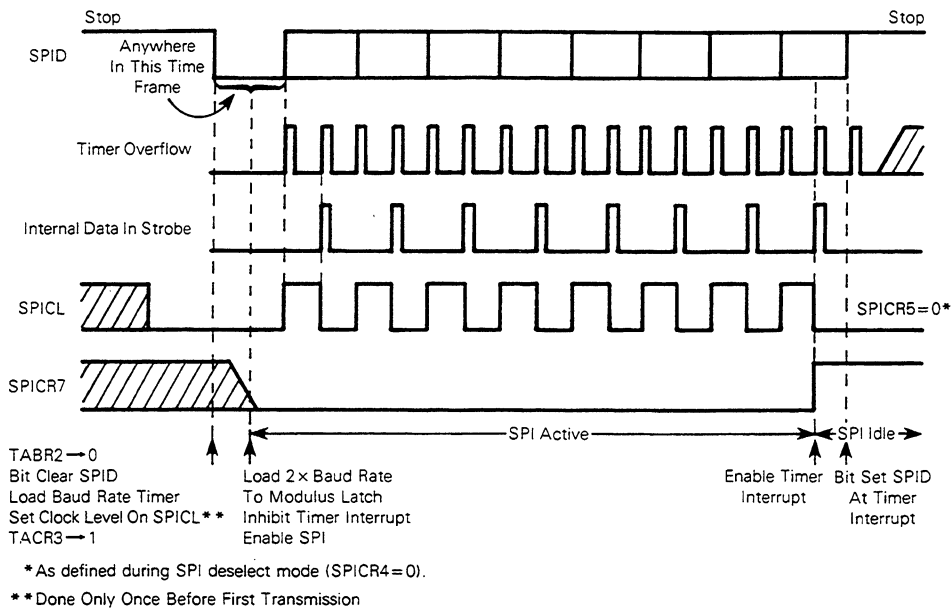 Stop
Stop
SPID
Anywhere
In This Time
Frame
Timer Overflow
Internal Data In Strobe
SPICL
SPICR5=0*
SPICR7
SPI Active
SPI Idle
TABR2→0
Bit Clear SPID
Load Baud Rate Timer
Set Clock Level On SPICL**
TACR3→1
Load 2×Baud Rate
To Modulus Latch
Inhibit Timer Interrupt
Enable SPI
Enable Timer
Interrupt
Bit Set SPID
At Timer
Interrupt
*As defined during SPI deselect mode (SPICR4=0).
**Done Only Once Before First Transmission